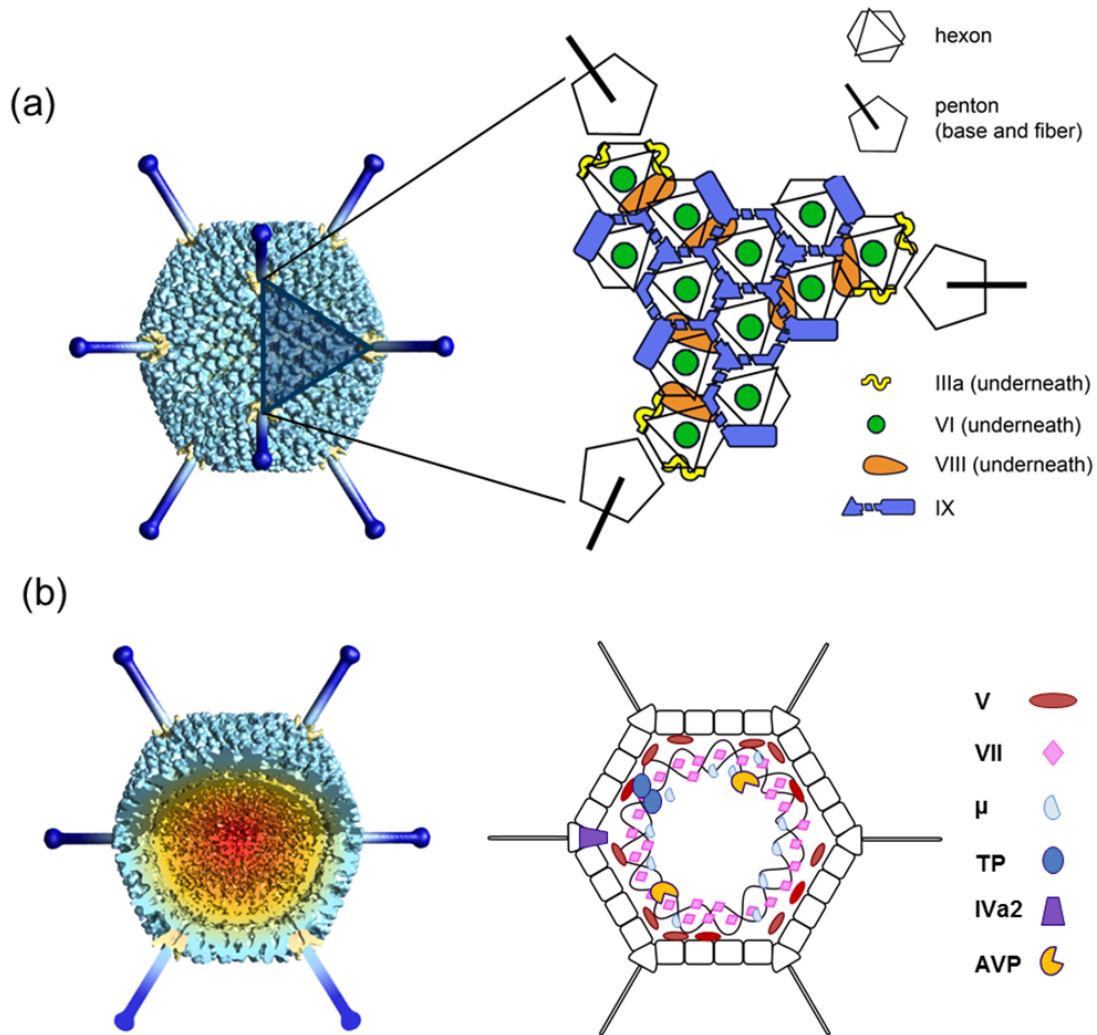 (a)
hexon
penton
(base and fiber)
IIIa (underneath)
VI (underneath)
VIII (underneath)
IX
(b)
V
VII
µ
TP
IVa2
AVP